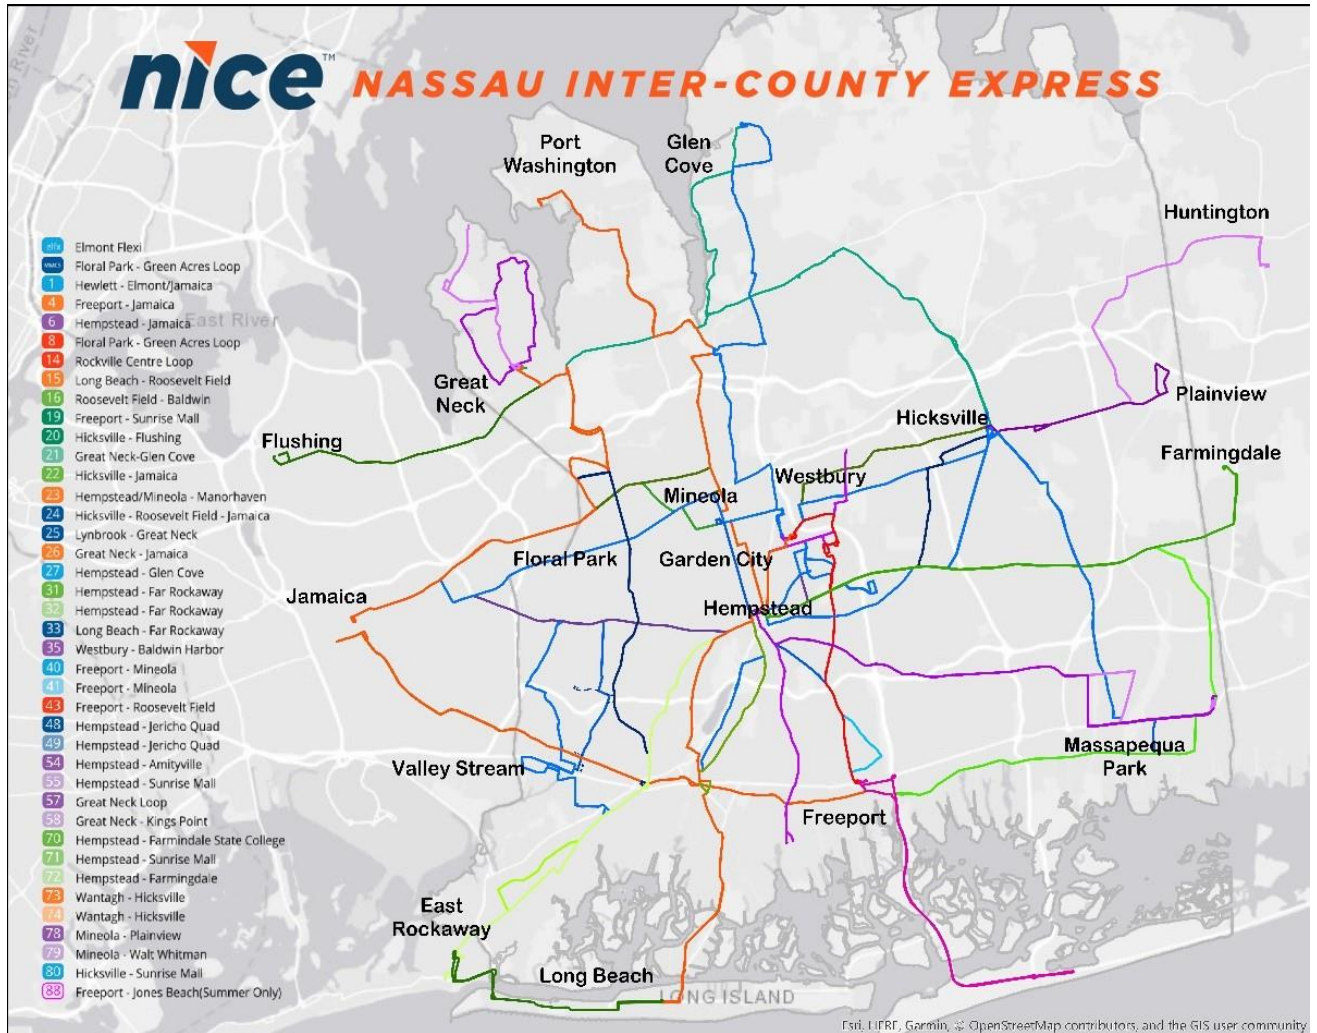 nice™ NASSAU INTER-COUNTY EXPRESS
Port
Washington
Glen
Cove
Huntington
Great
Neck
Plainview
Hicksville
Flushing
Farmingdale
Westbury
Mineola
Floral Park
Garden City
Jamaica
Hempstead
Massapequa
Park
Valley Stream
Freeport
East
Rockaway
Long Beach
LONG ISLAND
East River
River
Elmont Flexi
Floral Park - Green Acres Loop
1 Hewlett - Elmont/Jamaica
4 Freeport - Jamaica
6 Hempstead - Jamaica
8 Floral Park - Green Acres Loop
14 Rockville Centre Loop
15 Long Beach - Roosevelt Field
16 Roosevelt Field - Baldwin
19 Freeport - Sunrise Mall
20 Hicksville - Flushing
21 Great Neck-Glen Cove
22 Hicksville - Jamaica
23 Hempstead/Mineola - Manorhaven
24 Hicksville - Roosevelt Field - Jamaica
25 Lynbrook - Great Neck
26 Great Neck - Jamaica
27 Hempstead - Glen Cove
31 Hempstead - Far Rockaway
32 Hempstead - Far Rockaway
33 Long Beach - Far Rockaway
35 Westbury - Baldwin Harbor
40 Freeport - Mineola
41 Freeport - Mineola
43 Freeport - Roosevelt Field
48 Hempstead - Jericho Quad
49 Hempstead - Jericho Quad
54 Hempstead - Amityville
55 Hempstead - Sunrise Mall
57 Great Neck Loop
58 Great Neck - Kings Point
70 Hempstead - Farmindale State College
71 Hempstead - Sunrise Mall
72 Hempstead - Farmingdale
73 Wantagh - Hicksville
74 Wantagh - Hicksville
78 Mineola - Plainview
79 Mineola - Walt Whitman
80 Hicksville - Sunrise Mall
88 Freeport - Jones Beach(Summer Only)
Esri, HERE, Garmin, © OpenStreetMap contributors, and the GIS user community